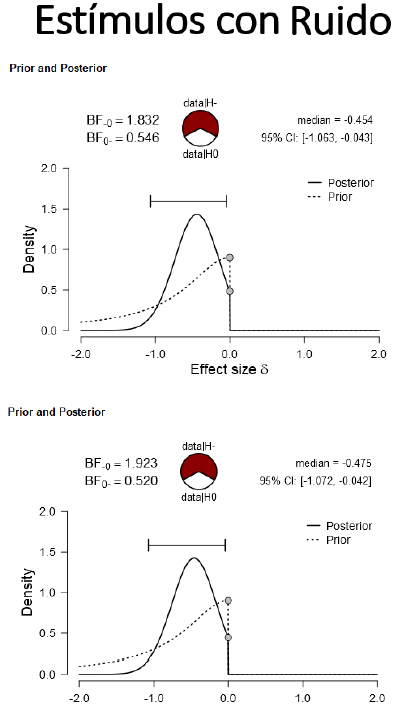 Estímulos con Ruido
Prior and Posterior
data|H-
BF-0 = 1.832
median = -0.454
BF0- = 0.546
95% CI: [-1.063, -0.043]
data|H0
2.0
Posterior
Prior
1.5
1.0
0.5
0.0
Density
-2.0 -1.0 0.0 1.0 2.0
Effect size δ
Prior and Posterior
data|H-
BF-0 = 1.923
median = -0.475
BF0- = 0.520
95% CI: [-1.072, -0.042]
data|H0
2.0
Posterior
Prior
1.5
1.0
0.5
0.0
Density
-2.0 -1.0 0.0 1.0 2.0